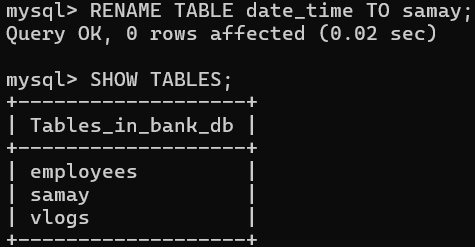 mysql> RENAME TABLE date_time TO samay;
Query OK, 0 rows affected (0.02 sec)

mysql> SHOW TABLES;
+-------------------+
| Tables_in_bank_db |
+-------------------+
| employees         |
| samay             |
| vlogs             |
+-------------------+